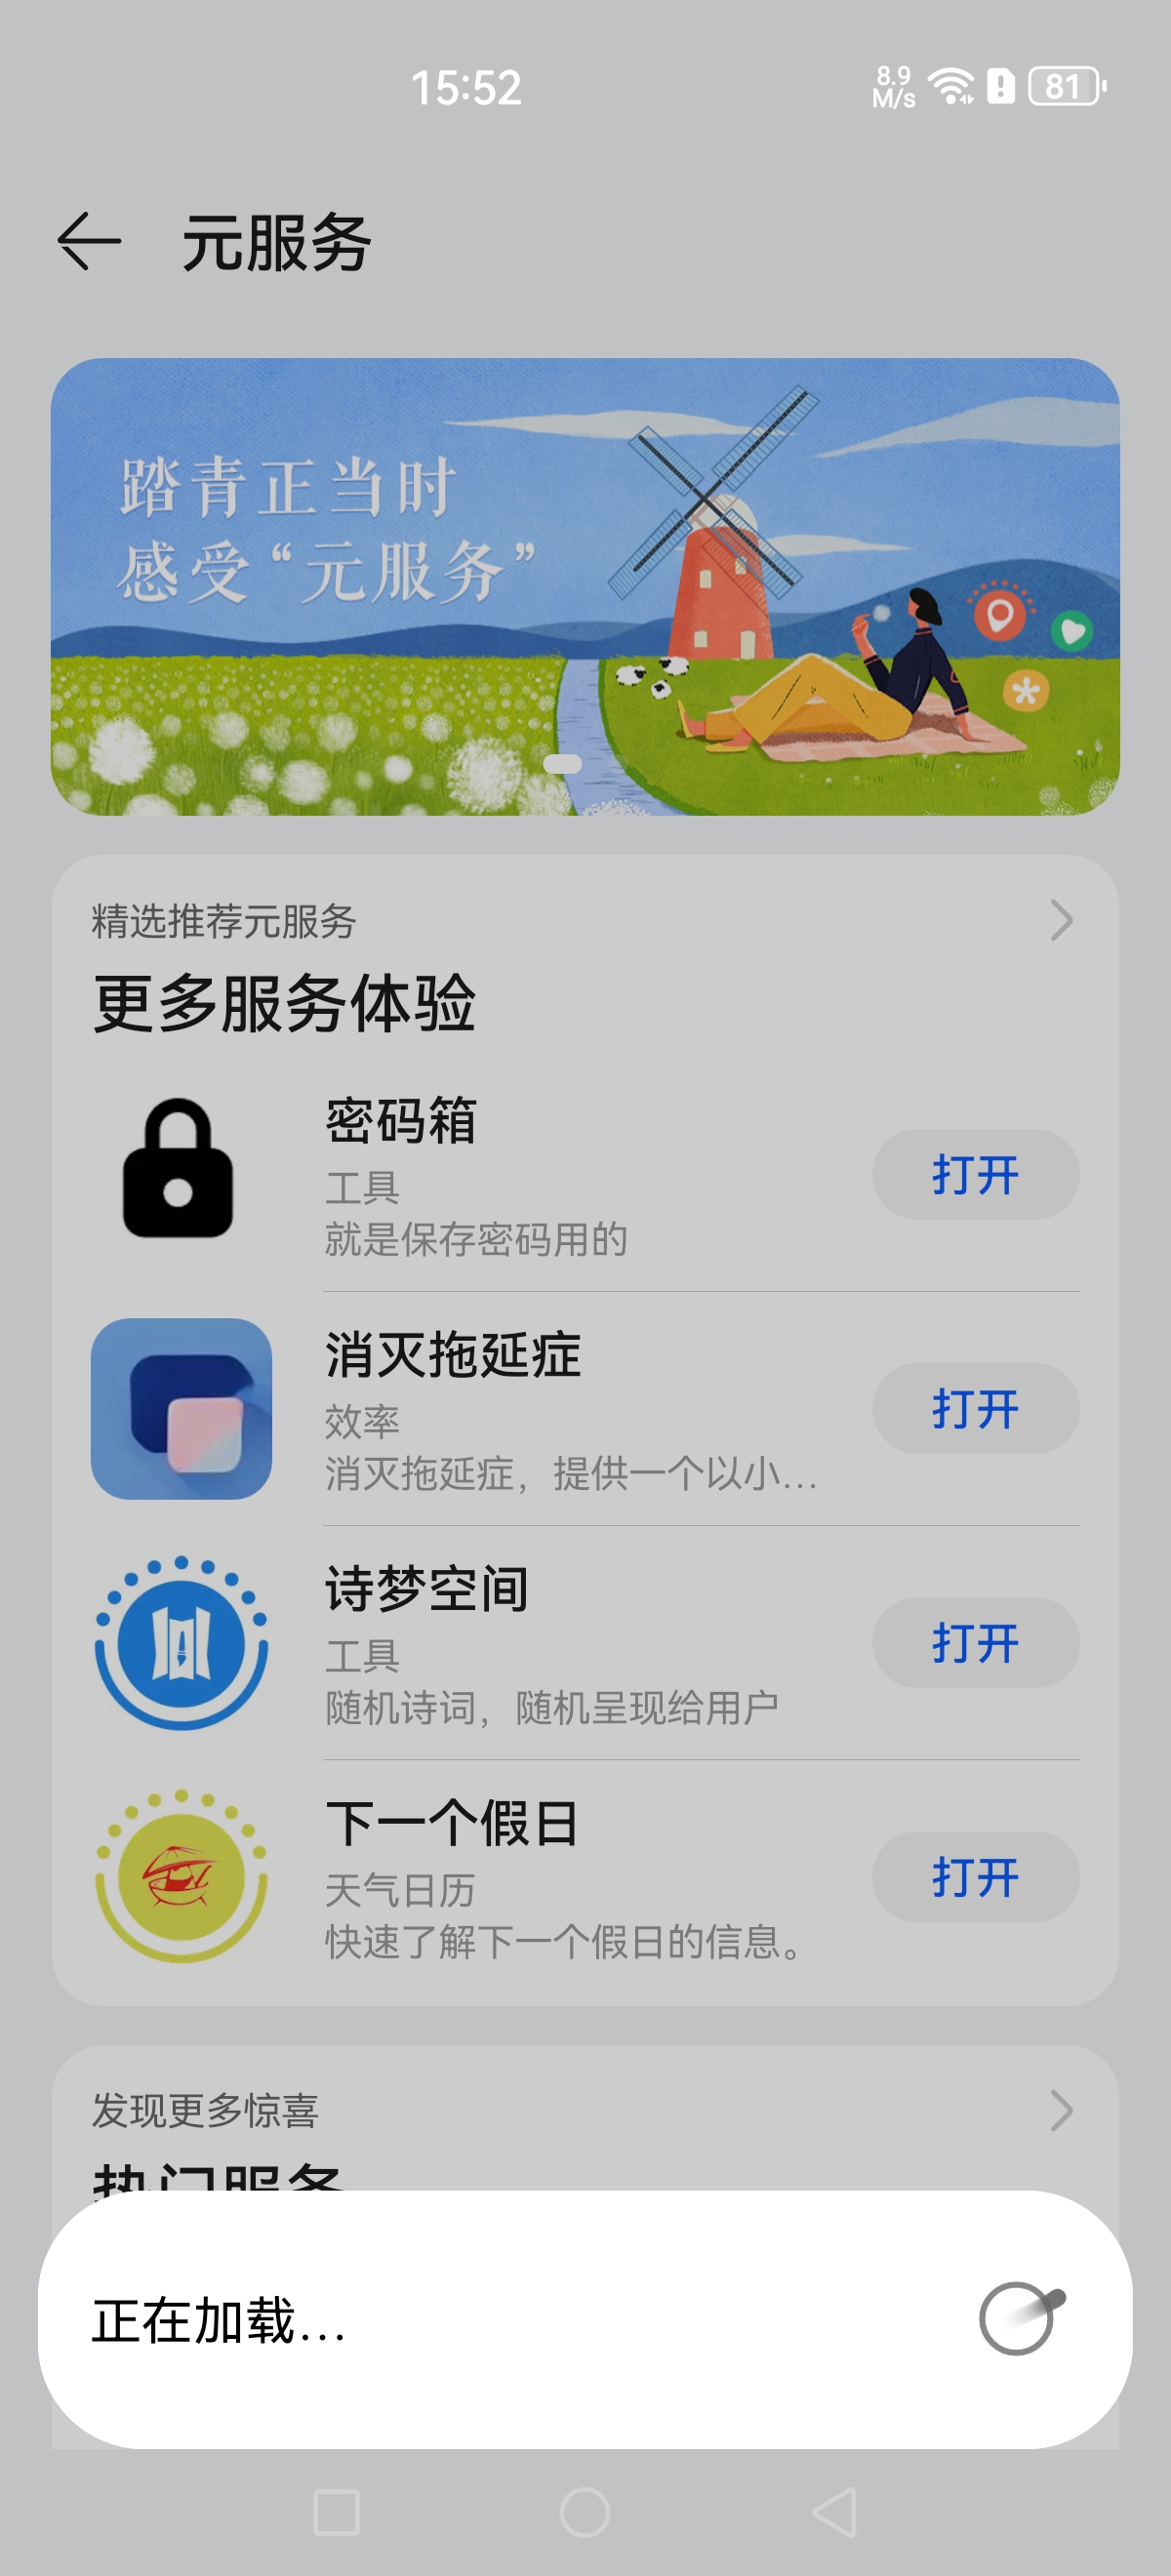 15:52
8.9
M/s
81
元服务
踏青正当时
感受“元服务”
精选推荐元服务
更多服务体验
密码箱
工具
就是保存密码用的
打开
消灭拖延症
效率
消灭拖延症，提供一个以小...
打开
诗梦空间
工具
随机诗词，随机呈现给用户
打开
下一个假日
天气日历
快速了解下一个假日的信息。
打开
发现更多惊喜
热门服务
正在加载...